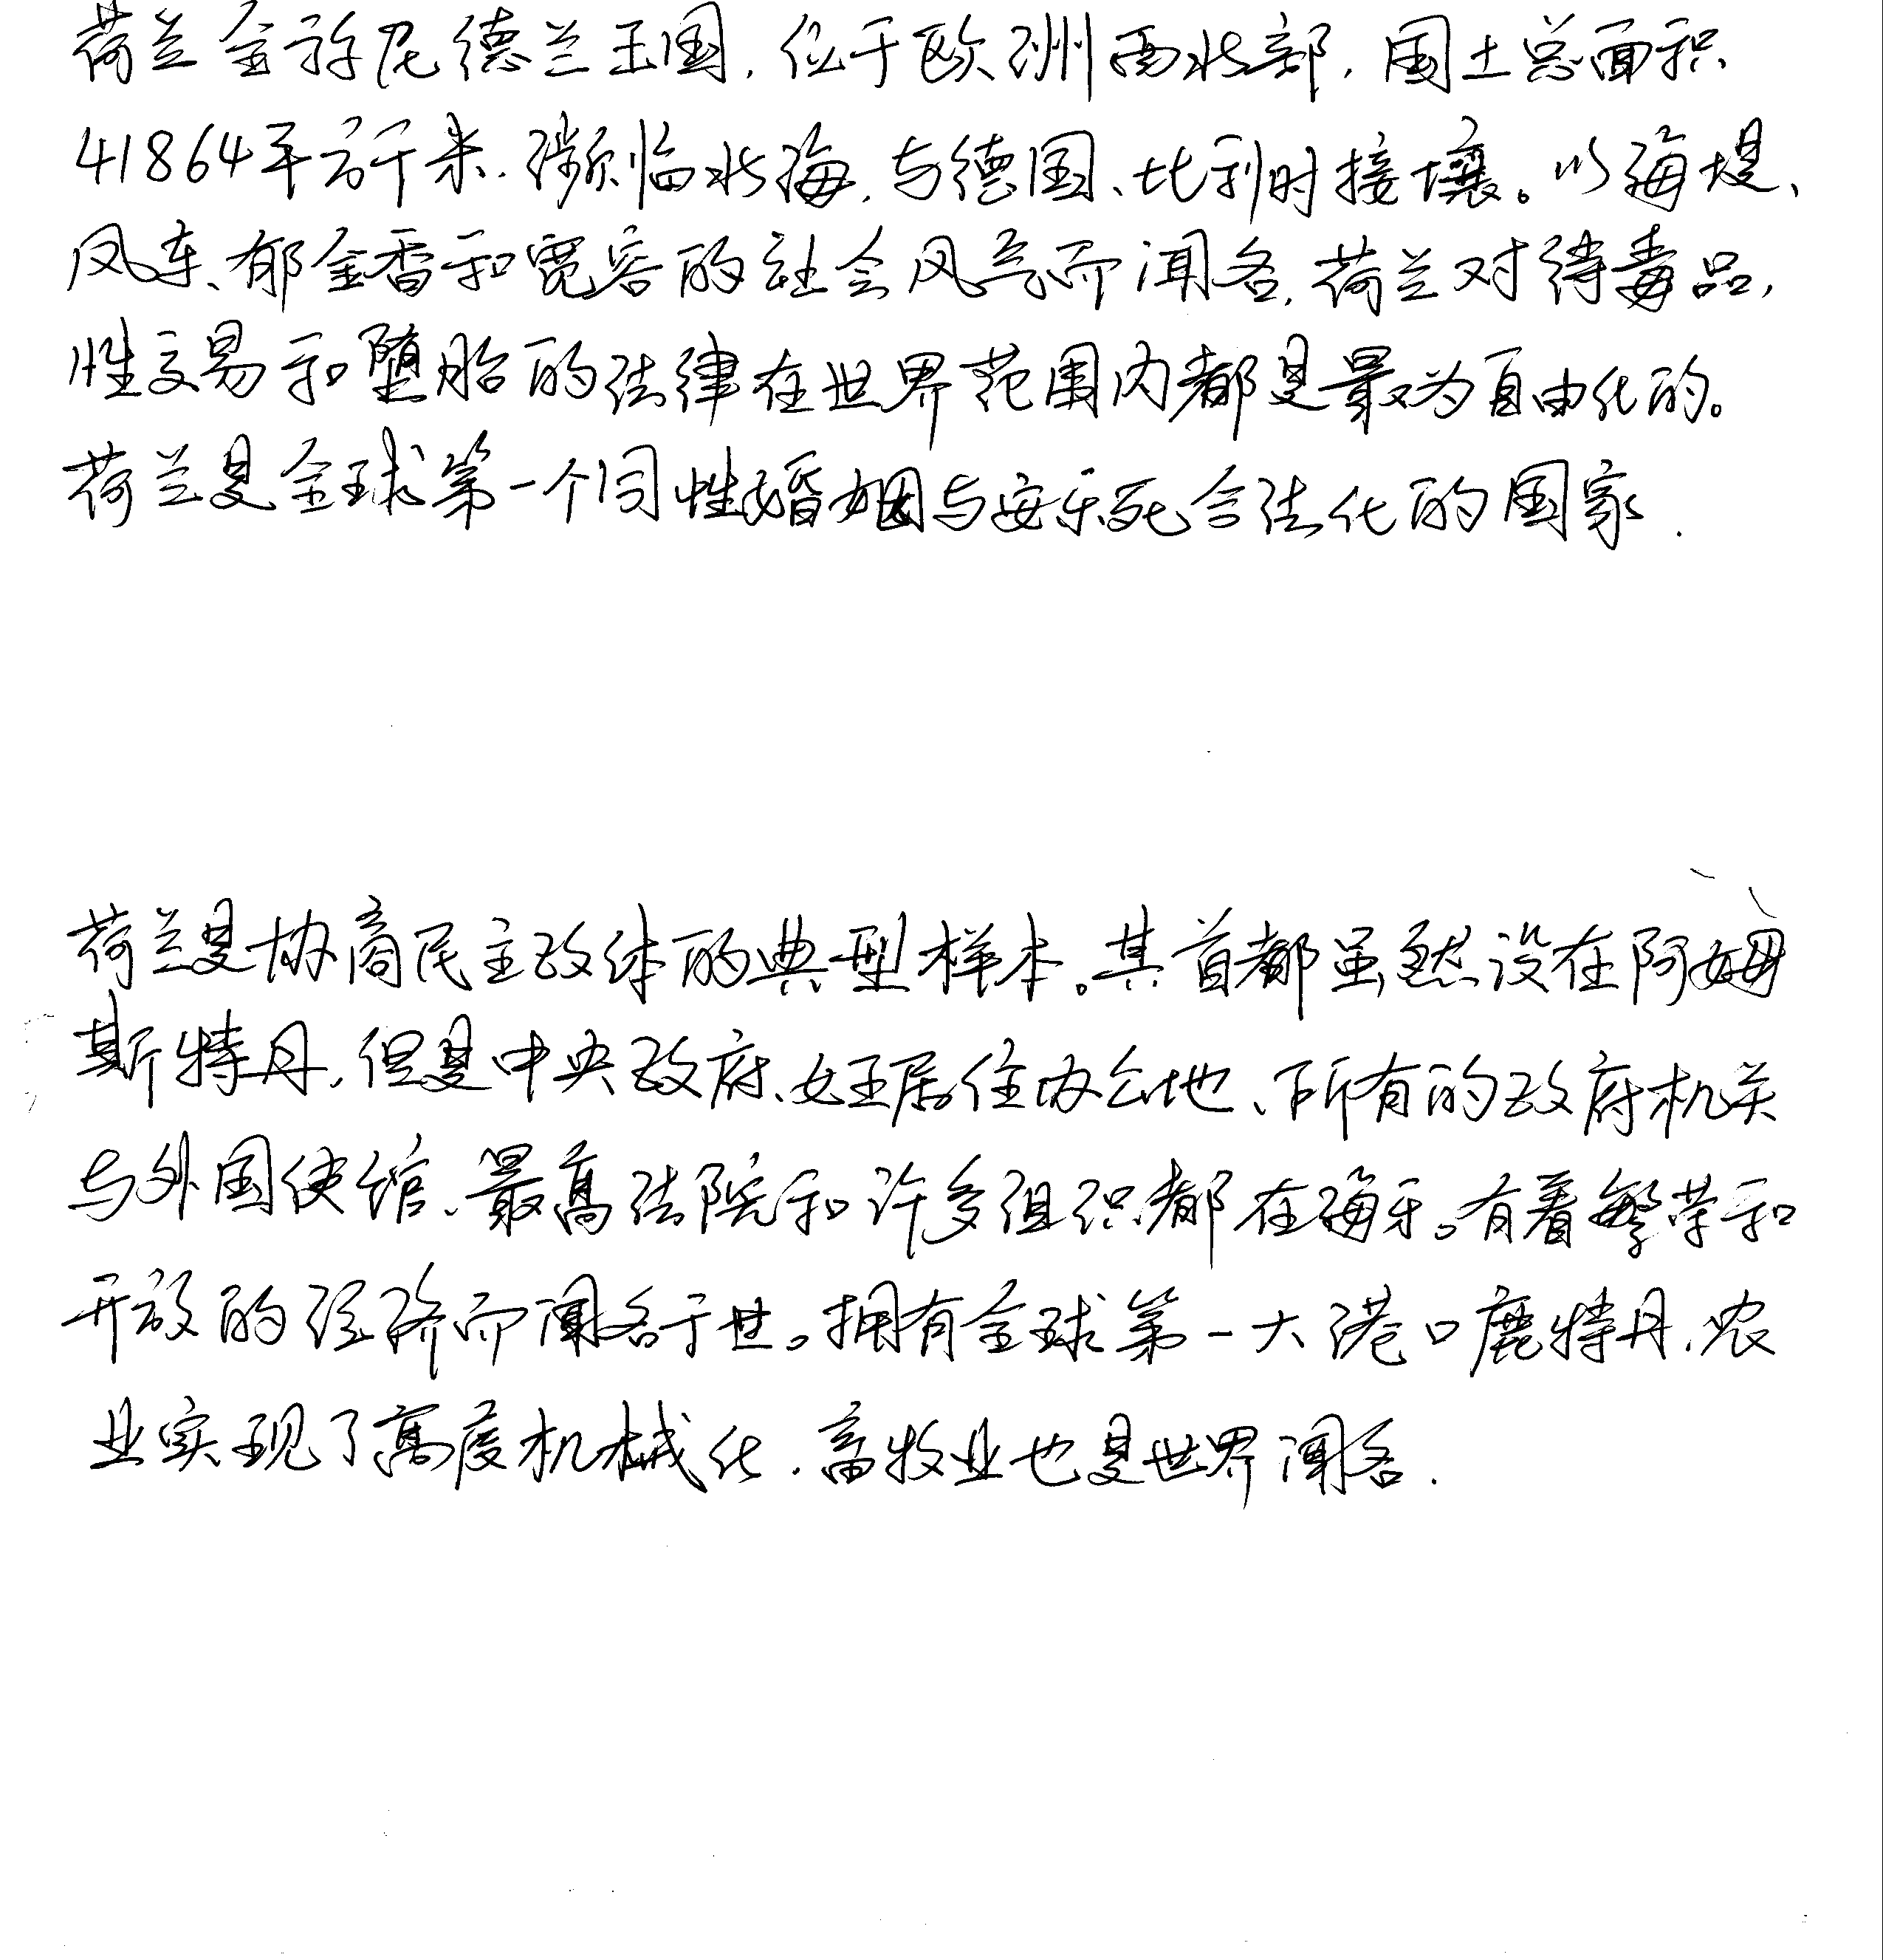 荷兰全称尼德兰王国，位于欧洲西北部，国土总面积
41864平方千米，濒临北海，与德国、比利时接壤。以海堤、
风车、郁金香和宽容的社会风气而闻名，荷兰对待毒品，
性交易和堕胎的法律在世界范围内都是最为自由化的。
荷兰是全球第一个同性婚姻与安乐死合法化的国家.
荷兰是协商民主政体的典型样本。其首都虽然设在阿姆
斯特丹，但是中央政府、女王居住办公地、所有的政府机关
与外国使馆、最高法院和许多组织都在海牙。有着繁荣和
开放的经济而闻名于世。拥有全球第一大港口鹿特丹，农
业实现了高度机械化，畜牧业也是世界闻名.